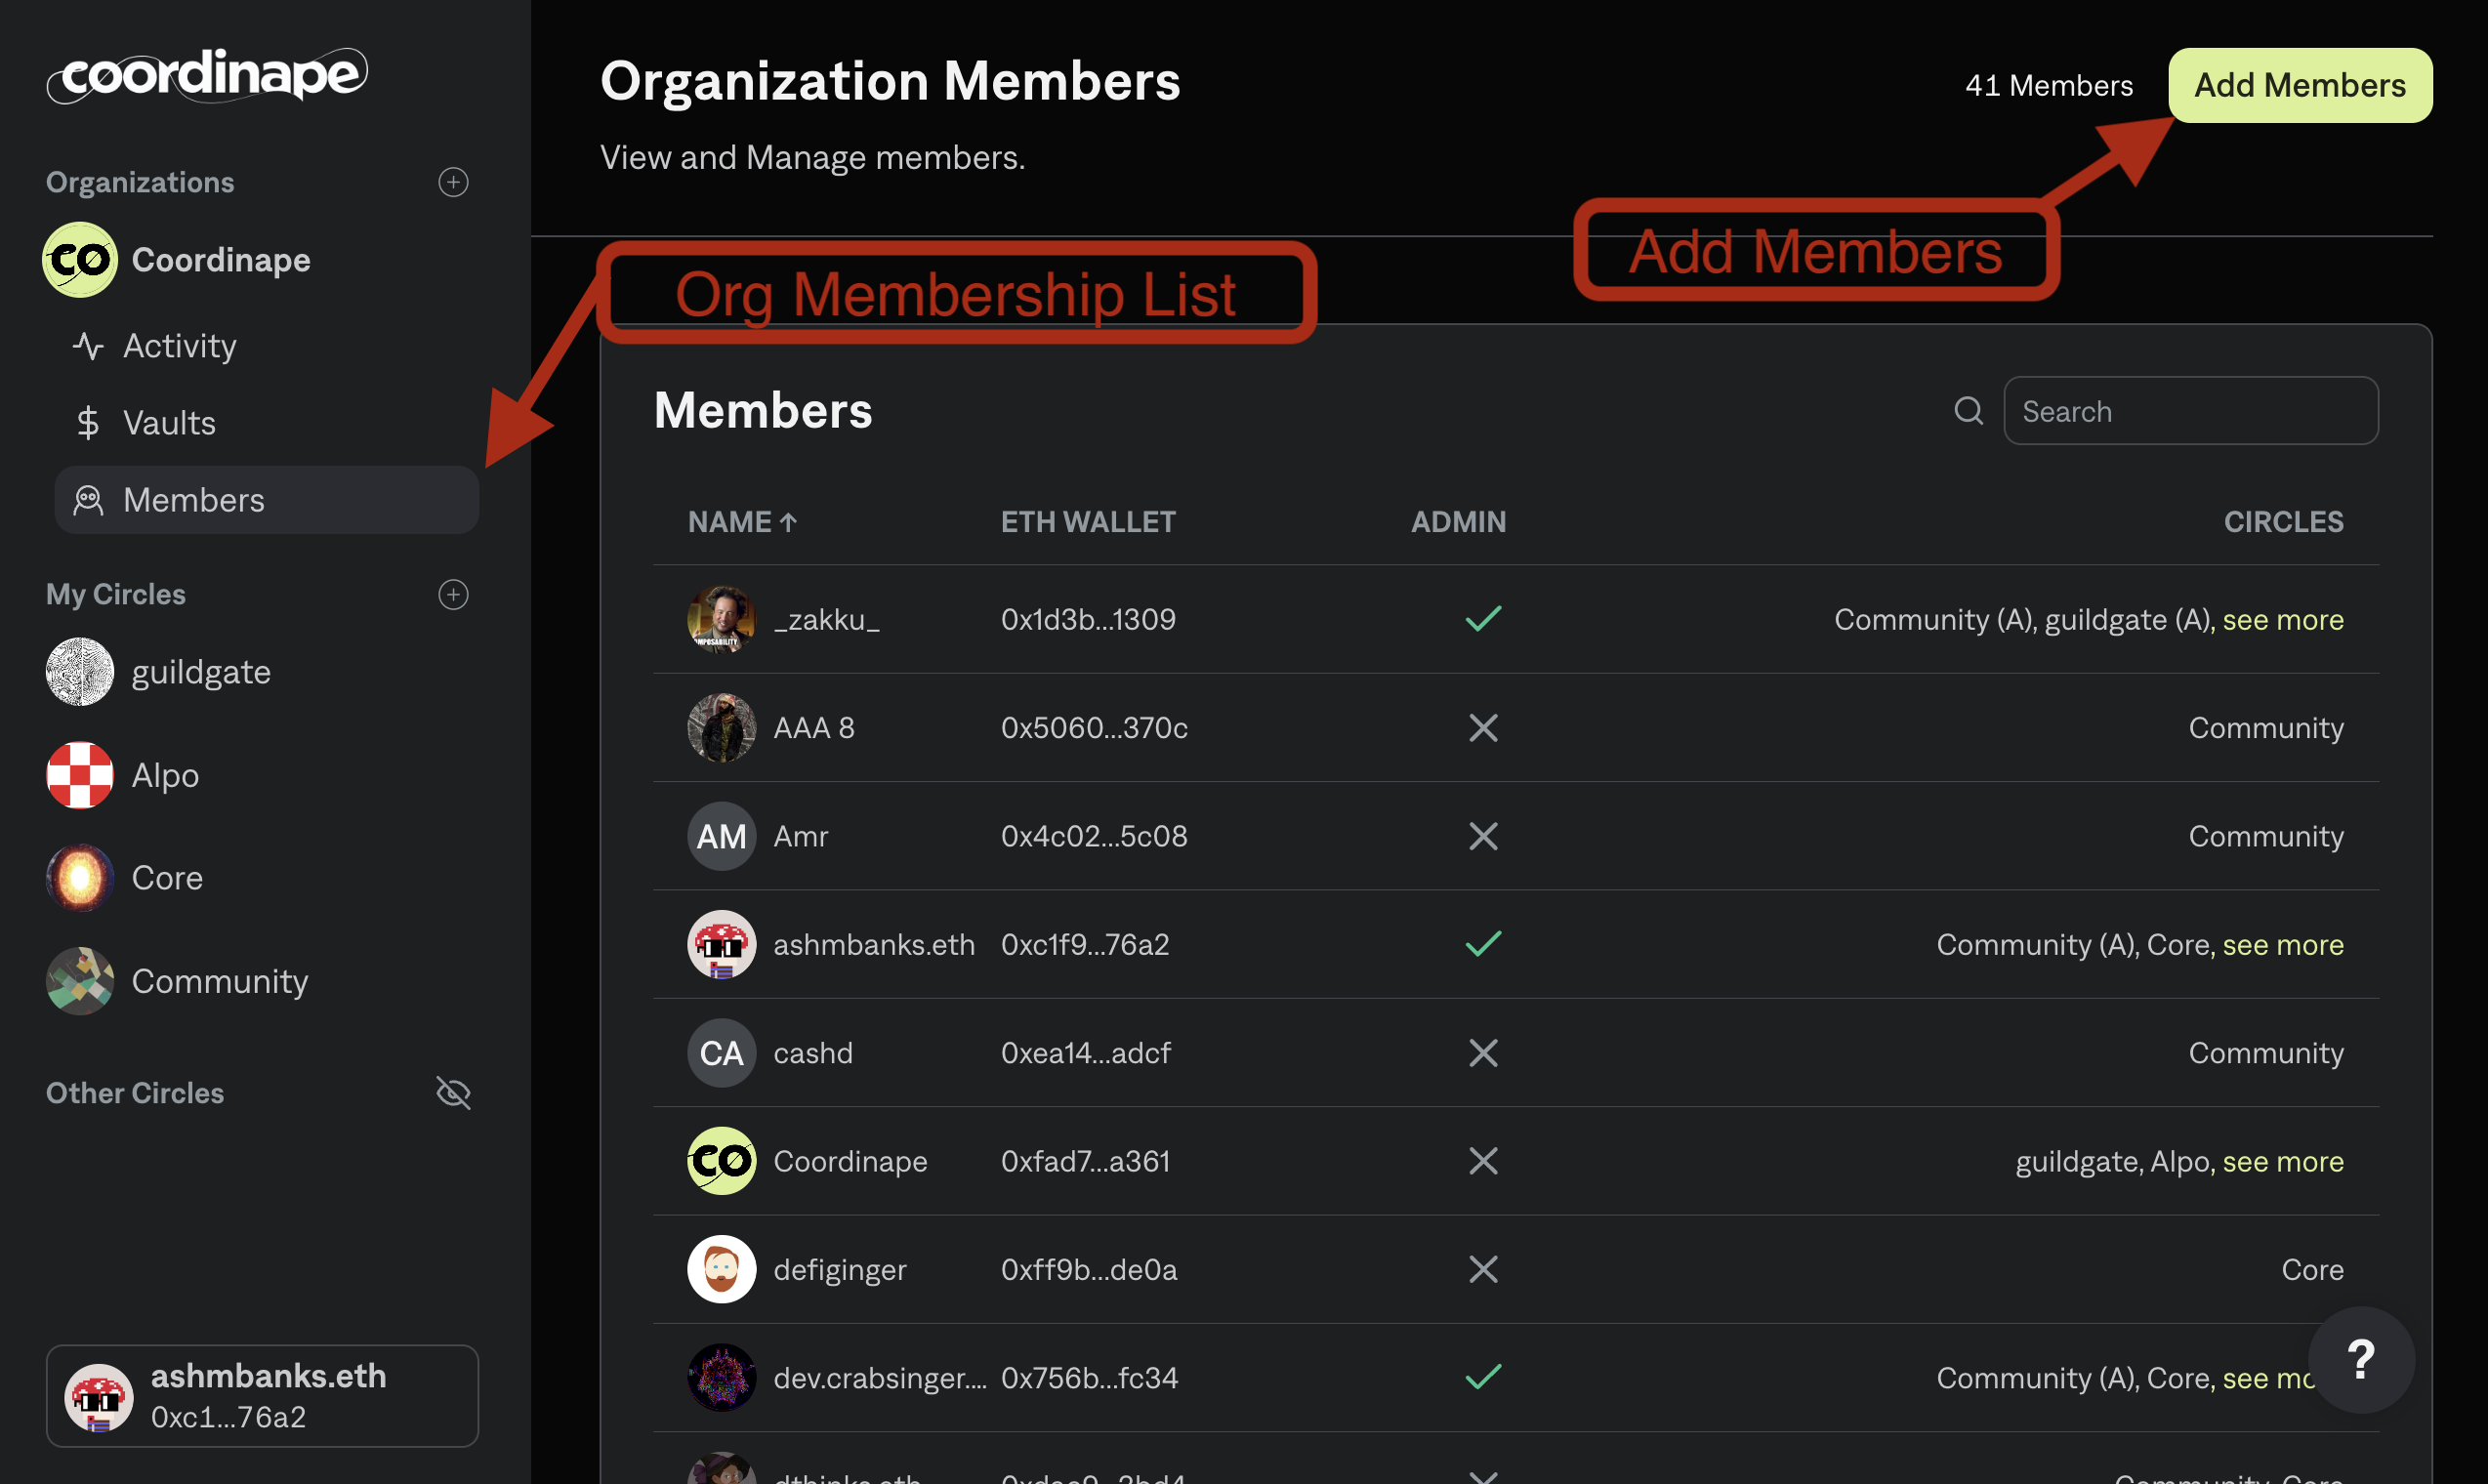 coordinape
Organizations
CO
Coordinape
Activity
Vaults
Members
My Circles
guildgate
Alpo
Core
Community
Other Circles
ashmbanks.eth
0xc1...76a2
Organization Members
View and Manage members.
41 Members
Add Members
Org Membership List
Add Members
Members
Search
NAME ↑ ETH WALLET ADMIN CIRCLES
_zakku_ 0x1d3b...1309 Community (A), guildgate (A), see more
AAA 8 0x5060...370c Community
AM Amr 0x4c02...5c08 Community
ashmbanks.eth 0xc1f9...76a2 Community (A), Core, see more
CA cashd 0xea14...adcf Community
CO Coordinape 0xfad7...a361 guildgate, Alpo, see more
defiginger 0xff9b...de0a Core
dev.crabsinger.... 0x756b...fc34 Community (A), Core, see mo
?